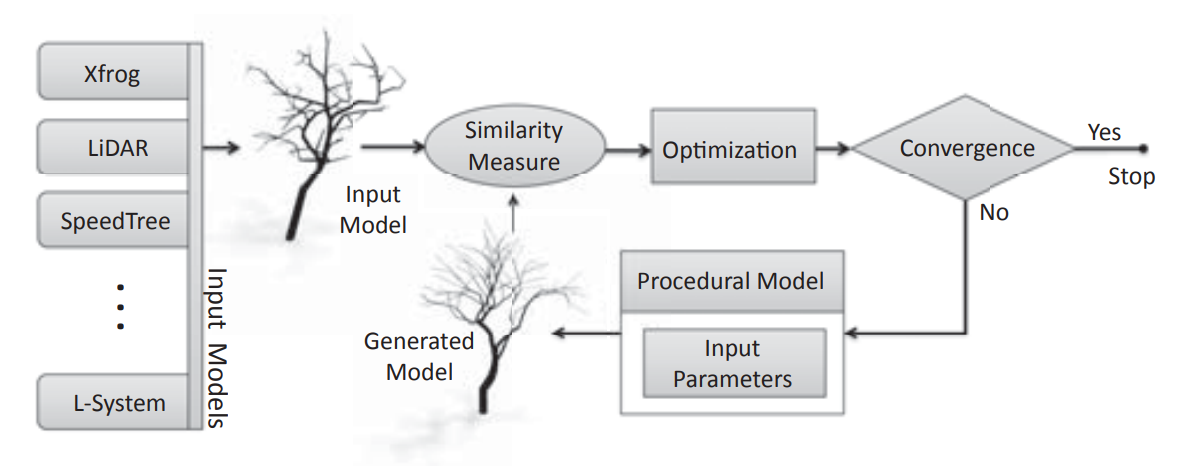 Xfrog
LiDAR
SpeedTree
L-System
Input Models
Input
Model
Similarity
Measure
Optimization
Convergence
Yes
Stop
No
Procedural Model
Input
Parameters
Generated
Model